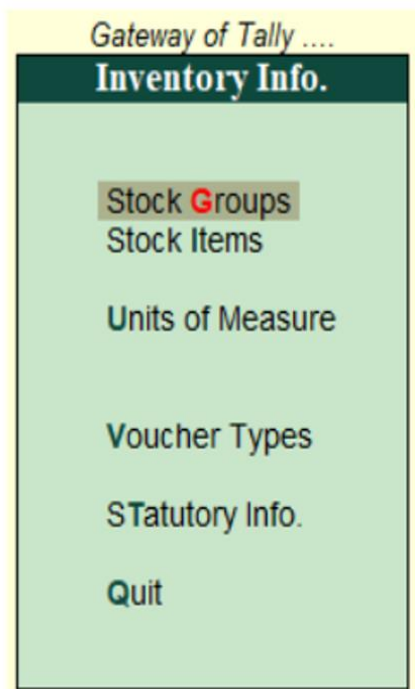 Gateway of Tally ....
Inventory Info.
Stock Groups
Stock Items
Units of Measure
Voucher Types
STatutory Info.
Quit